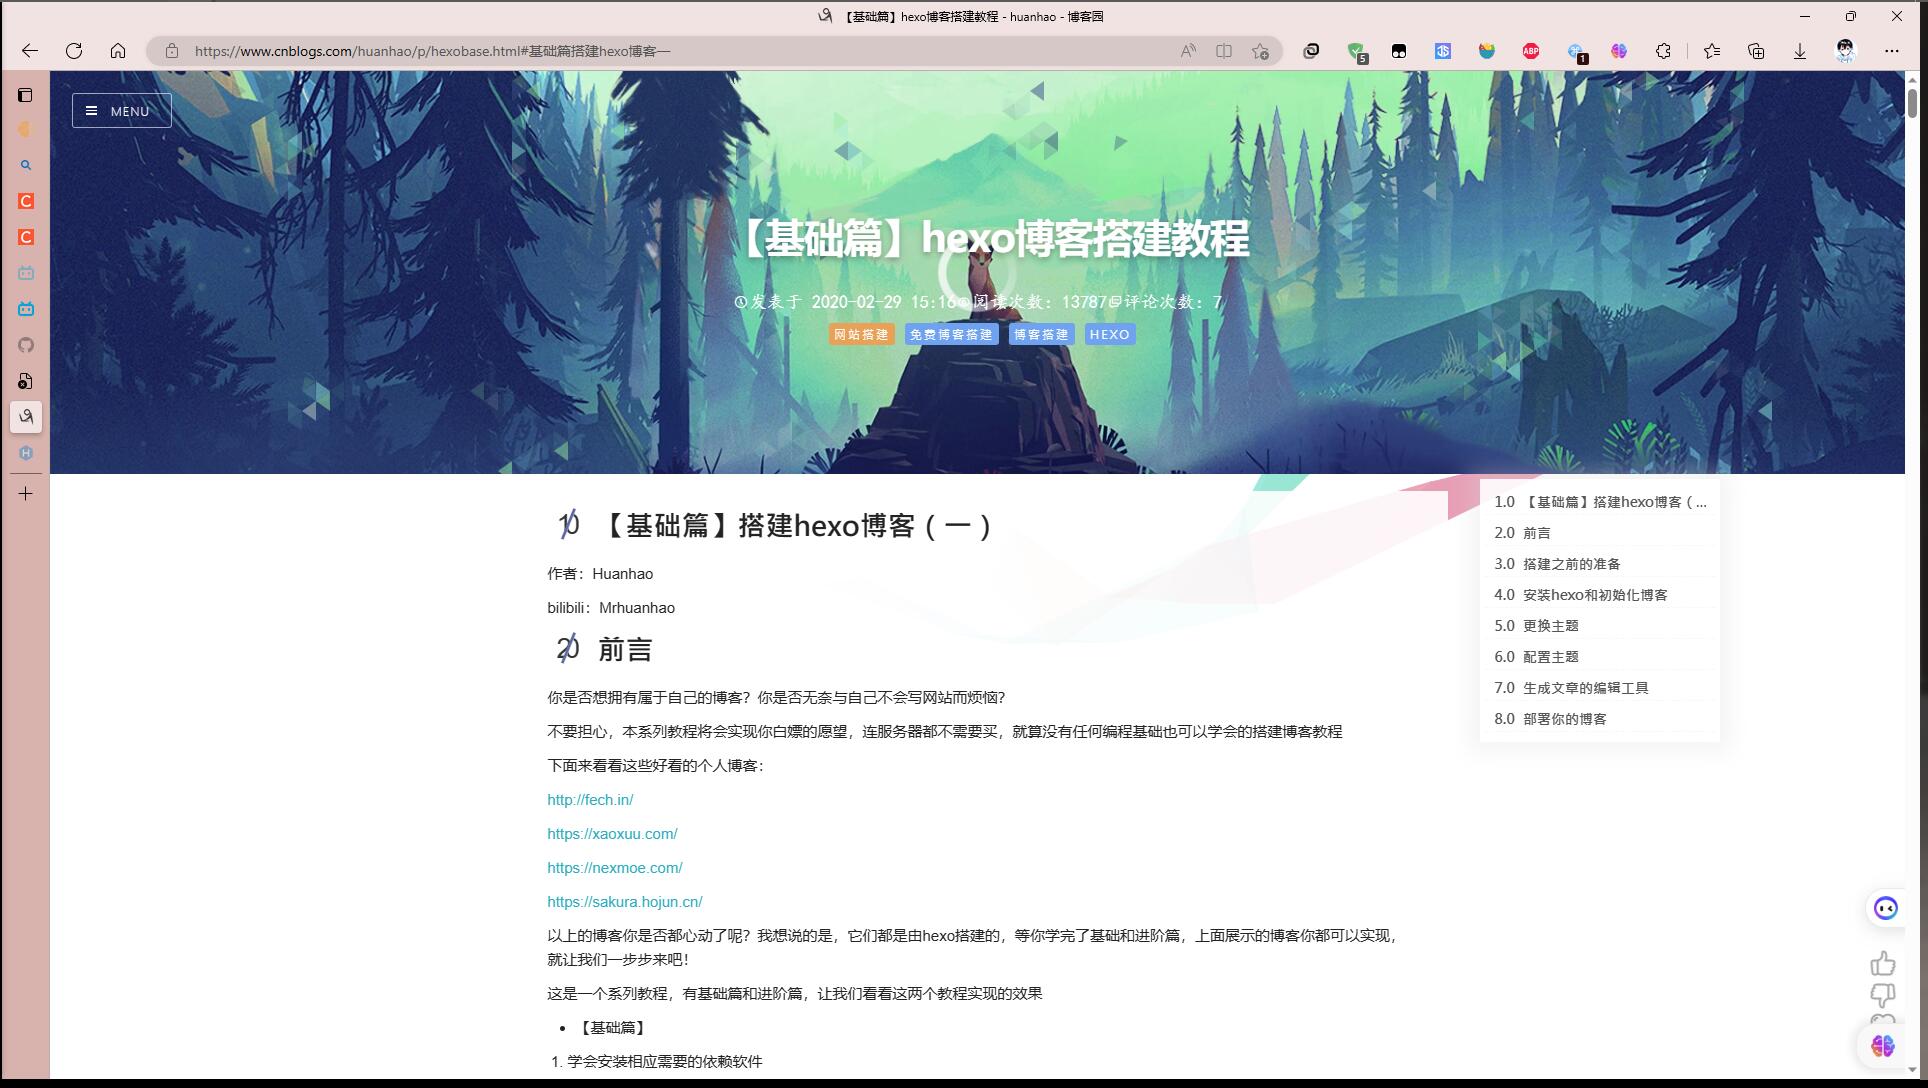 【基础篇】hexo博客搭建教程 - huanhao - 博客园
https://www.cnblogs.com/huanhao/p/hexobase.html#基础篇搭建hexo博客一
MENU
【基础篇】hexo博客搭建教程
发表于 2020-02-29 15:16 阅读次数：13787 评论次数：7
网站搭建 免费博客搭建 博客搭建 HEXO
1.0 【基础篇】搭建hexo博客（一）
作者：Huanhao
bilibili：Mrhuanhao
2.0 前言
你是否想拥有属于自己的博客？你是否无奈与自己不会写网站而烦恼？
不要担心，本系列教程将会实现你白嫖的愿望，连服务器都不需要买，就算没有任何编程基础也可以学会的搭建博客教程
下面来看看这些好看的个人博客：
http://fech.in/
https://xaoxuu.com/
https://nexmoe.com/
https://sakura.hojun.cn/
以上的博客你是否都心动了呢？我想说的是，它们都是由hexo搭建的，等你学完了基础和进阶篇，上面展示的博客你都可以实现，
就让我们一步步来吧！
这是一个系列教程，有基础篇和进阶篇，让我们看看这两个教程实现的效果
• 【基础篇】
1. 学会安装相应需要的依赖软件
1.0 【基础篇】搭建hexo博客（...
2.0 前言
3.0 搭建之前的准备
4.0 安装hexo和初始化博客
5.0 更换主题
6.0 配置主题
7.0 生成文章的编辑工具
8.0 部署你的博客
ABP
5
1